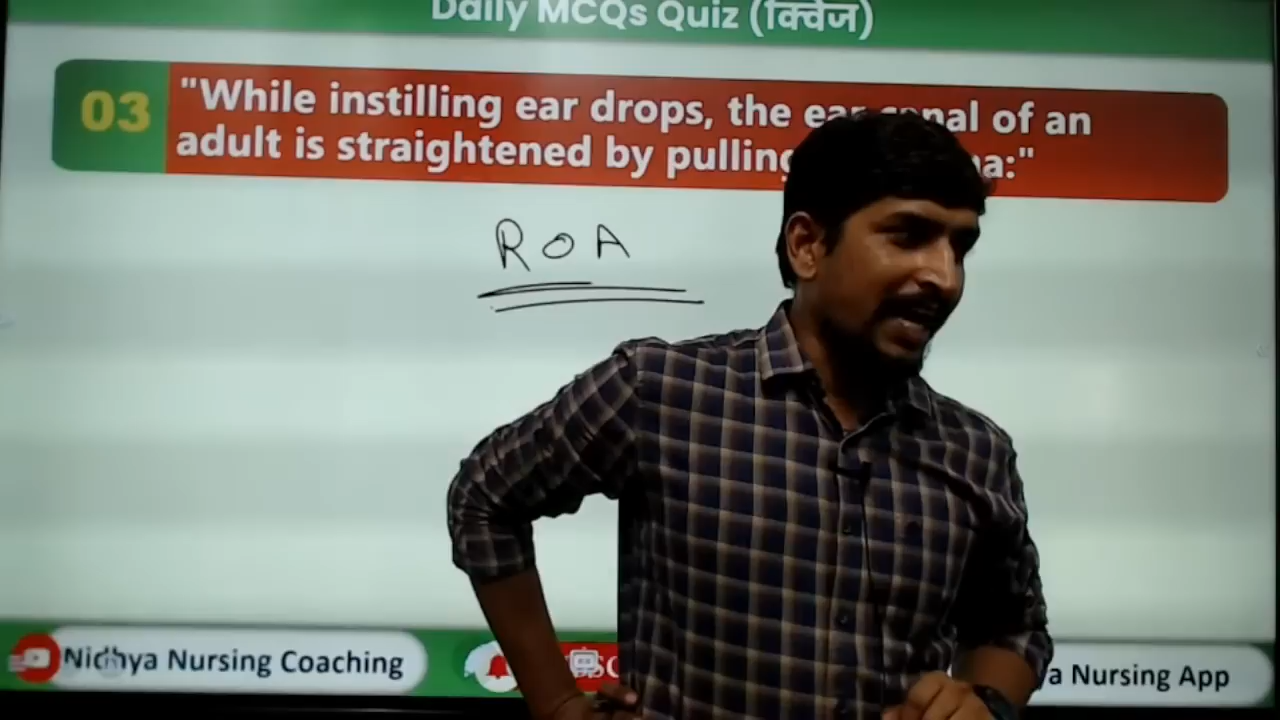 Daily MCQs Quiz (क्विज)
03
"While instilling ear drops, the ear canal of an
adult is straightened by pulling
R O A
Nidhya Nursing Coaching
Nursing App